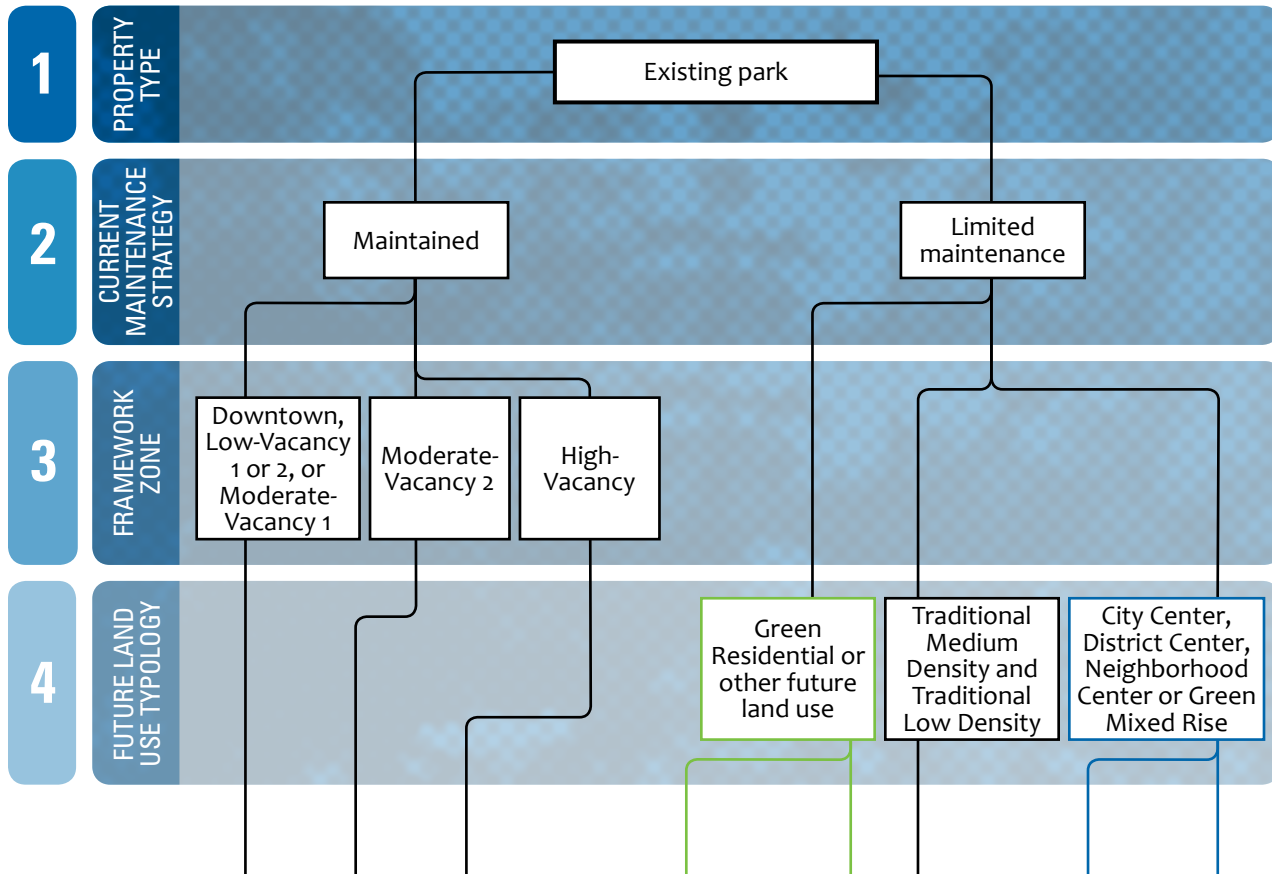 1
PROPERTY
TYPE
Existing park
2
CURRENT
MAINTENANCE
STRATEGY
Maintained
Limited
maintenance
3
FRAMEWORK
ZONE
Downtown,
Low-Vacancy
1 or 2, or
Moderate-
Vacancy 1
Moderate-
Vacancy 2
High-
Vacancy
4
FUTURE LAND
USE TYPOLOGY
Green
Residential or
other future
land use
Traditional
Medium
Density and
Traditional
Low Density
City Center,
District Center,
Neighborhood
Center or Green
Mixed Rise